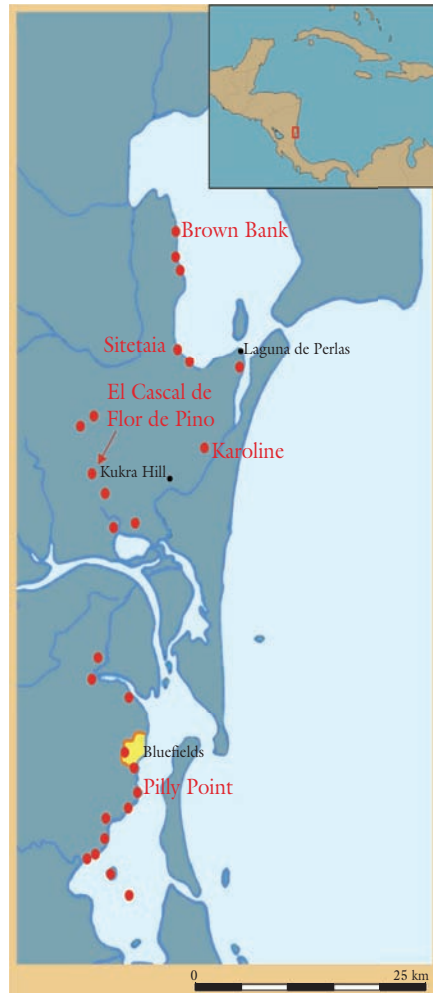 Brown Bank
Sitetaia
Laguna de Perlas
El Cascal de
Flor de Pino
Karoline
Kukra Hill
Bluefields
Pilly Point
0
25 km